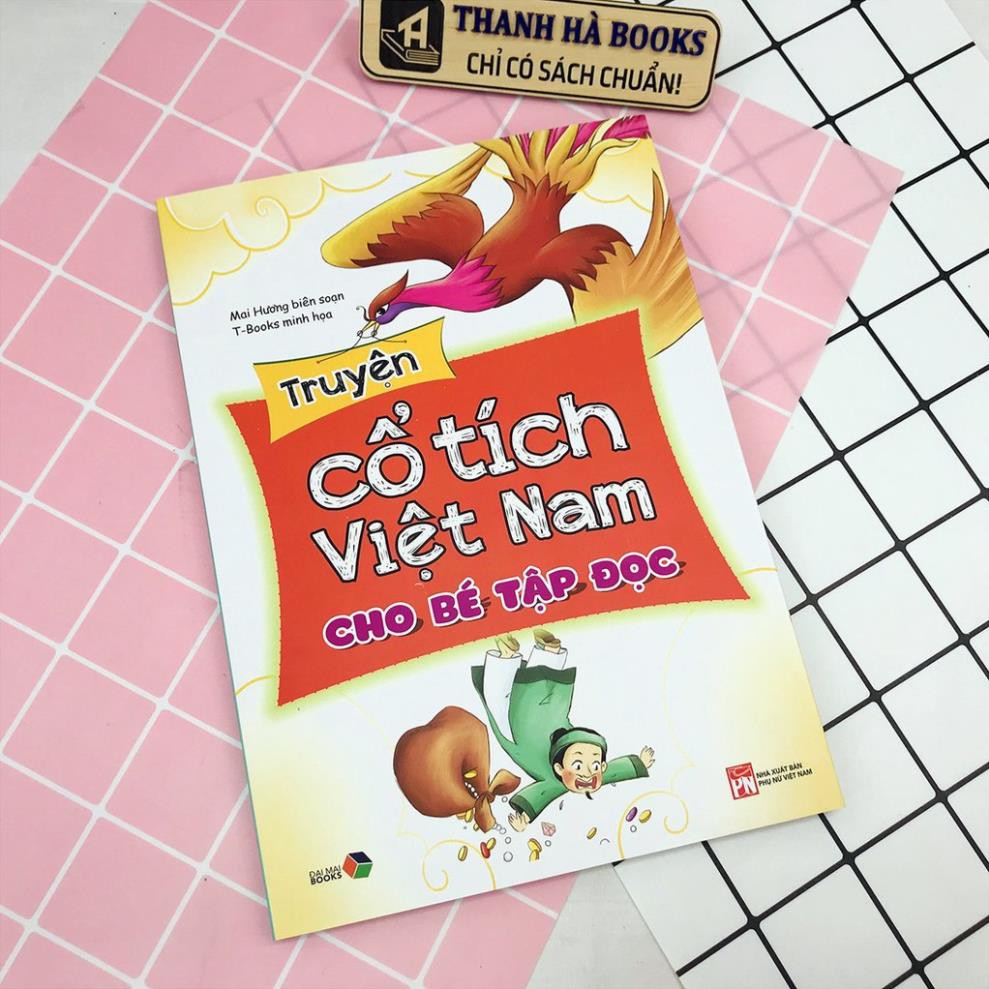 THANH HÀ BOOKS
CHỈ CÓ SÁCH CHUẨN!
Mai Hương biên soạn
T-Books minh họa
Truyện
cổ tích
Việt Nam
CHO BÉ TẬP ĐỌC
PN
NHÀ XUẤT BẢN
PHỤ NỮ VIỆT NAM
ĐẠI MAI
BOOKS